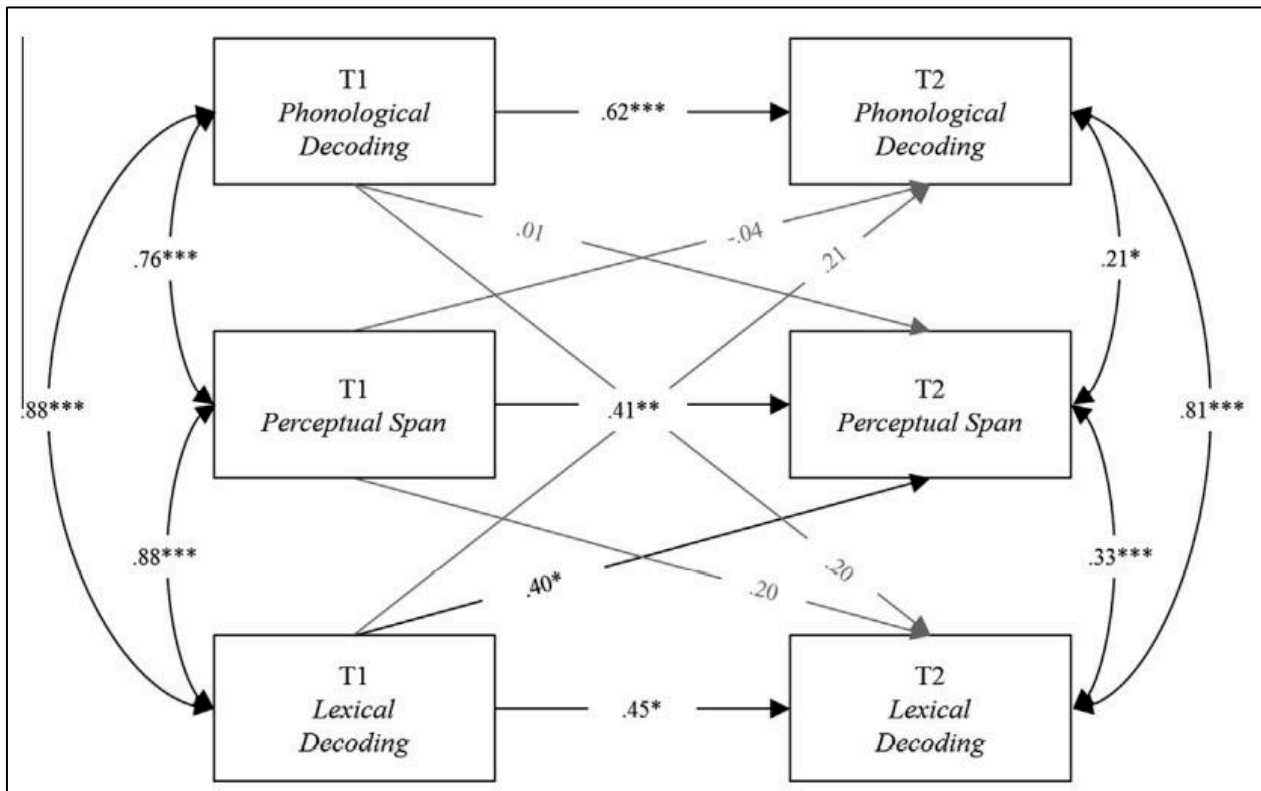 T1
Phonological
Decoding
.62***
T2
Phonological
Decoding
.01
-.04
.21
.76***
.21*
T1
Perceptual Span
.41**
T2
Perceptual Span
.88***
.81***
.88***
.40*
.20
.20
.33***
T1
Lexical
Decoding
.45*
T2
Lexical
Decoding